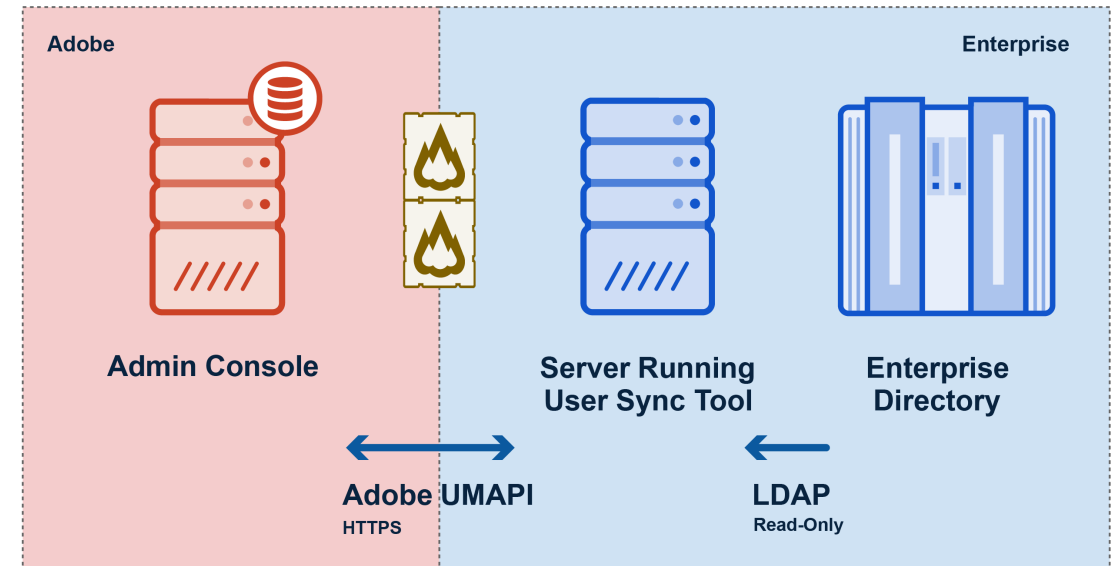 Adobe
Enterprise
Admin Console
Server Running
User Sync Tool
Enterprise
Directory
Adobe UMAPI
HTTPS
LDAP
Read-Only